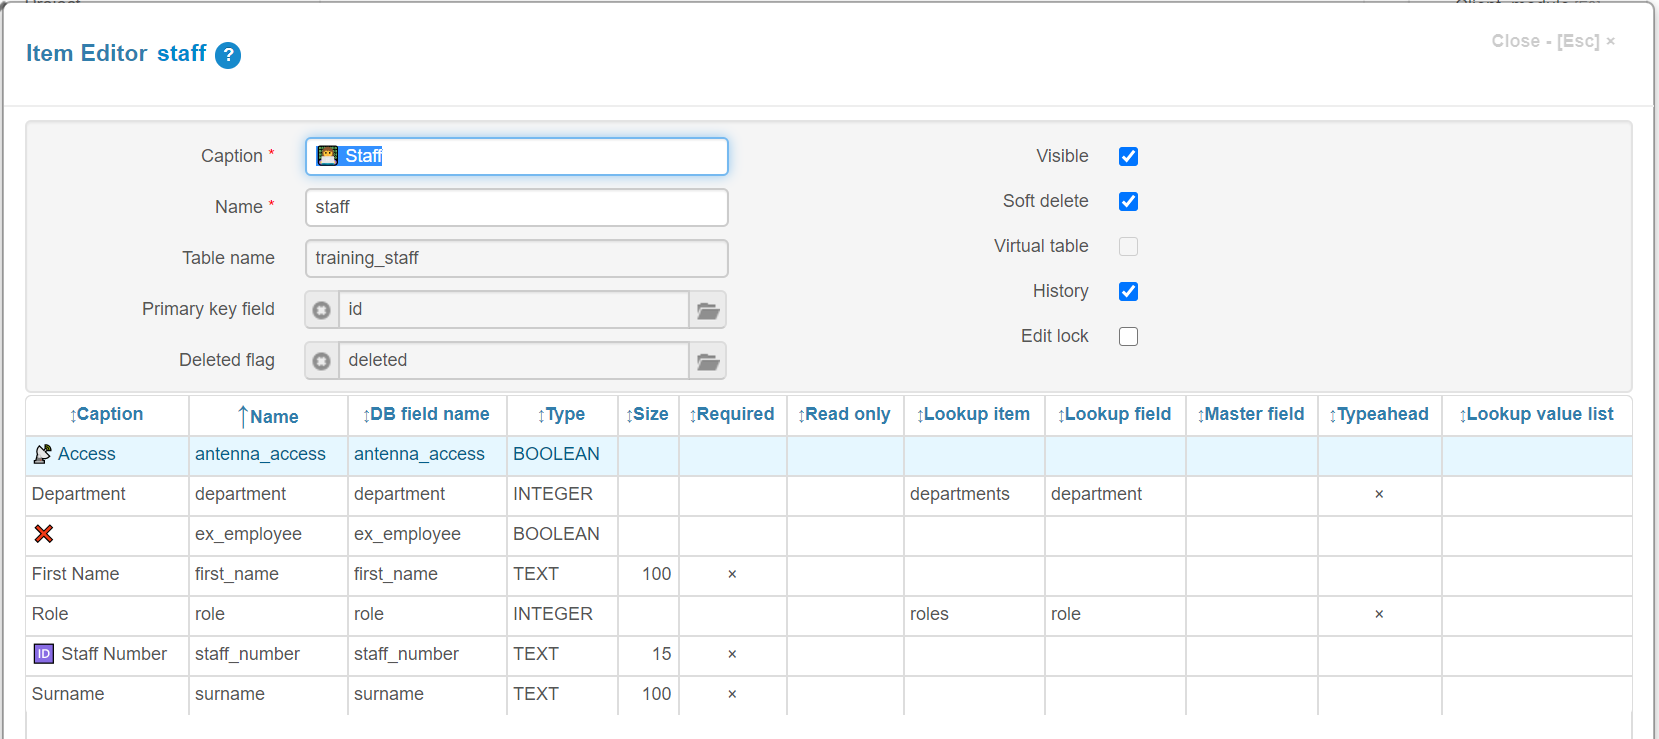 Item Editor staff ?
Close - [Esc] ×
Caption *
Staff
Visible
Name *
staff
Soft delete
Table name
training_staff
Virtual table
Primary key field
id
History
Deleted flag
deleted
Edit lock
↕Caption ↑Name ↕DB field name ↕Type ↕Size ↕Required ↕Read only ↕Lookup item ↕Lookup field ↕Master field ↕Typeahead ↕Lookup value list
Access antenna_access antenna_access BOOLEAN
Department department department INTEGER departments department ×
ex_employee ex_employee BOOLEAN
First Name first_name first_name TEXT 100 ×
Role role role INTEGER roles role ×
ID Staff Number staff_number staff_number TEXT 15 ×
Surname surname surname TEXT 100 ×